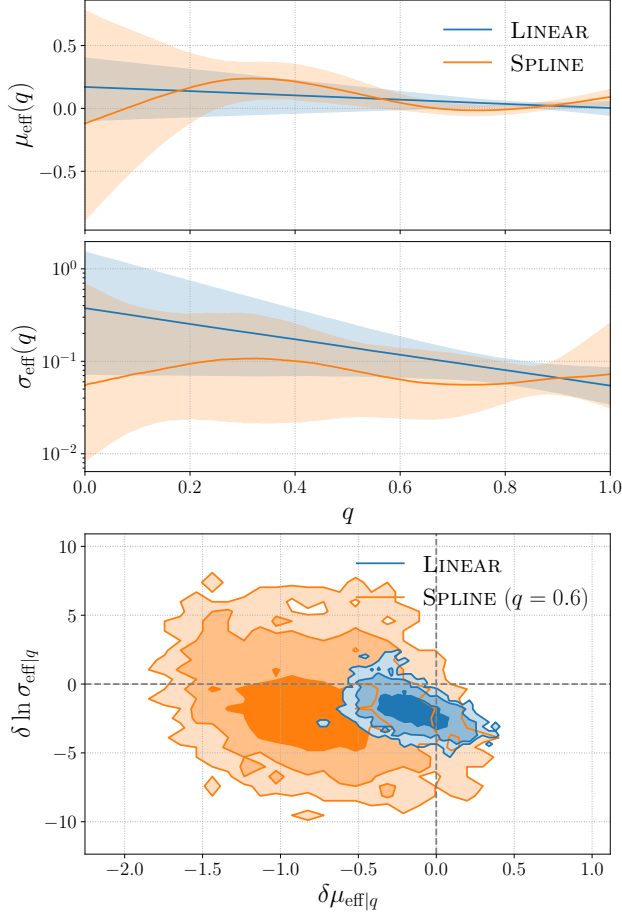 0.5
0.0
−0.5
μeff(q)
LINEAR
SPLINE
10⁰
10⁻¹
10⁻²
σeff(q)
0.0 0.2 0.4 0.6 0.8 1.0
q
10
5
0
−5
−10
δ ln σeff|q
LINEAR
SPLINE (q = 0.6)
−2.0 −1.5 −1.0 −0.5 0.0 0.5 1.0
δμeff|q